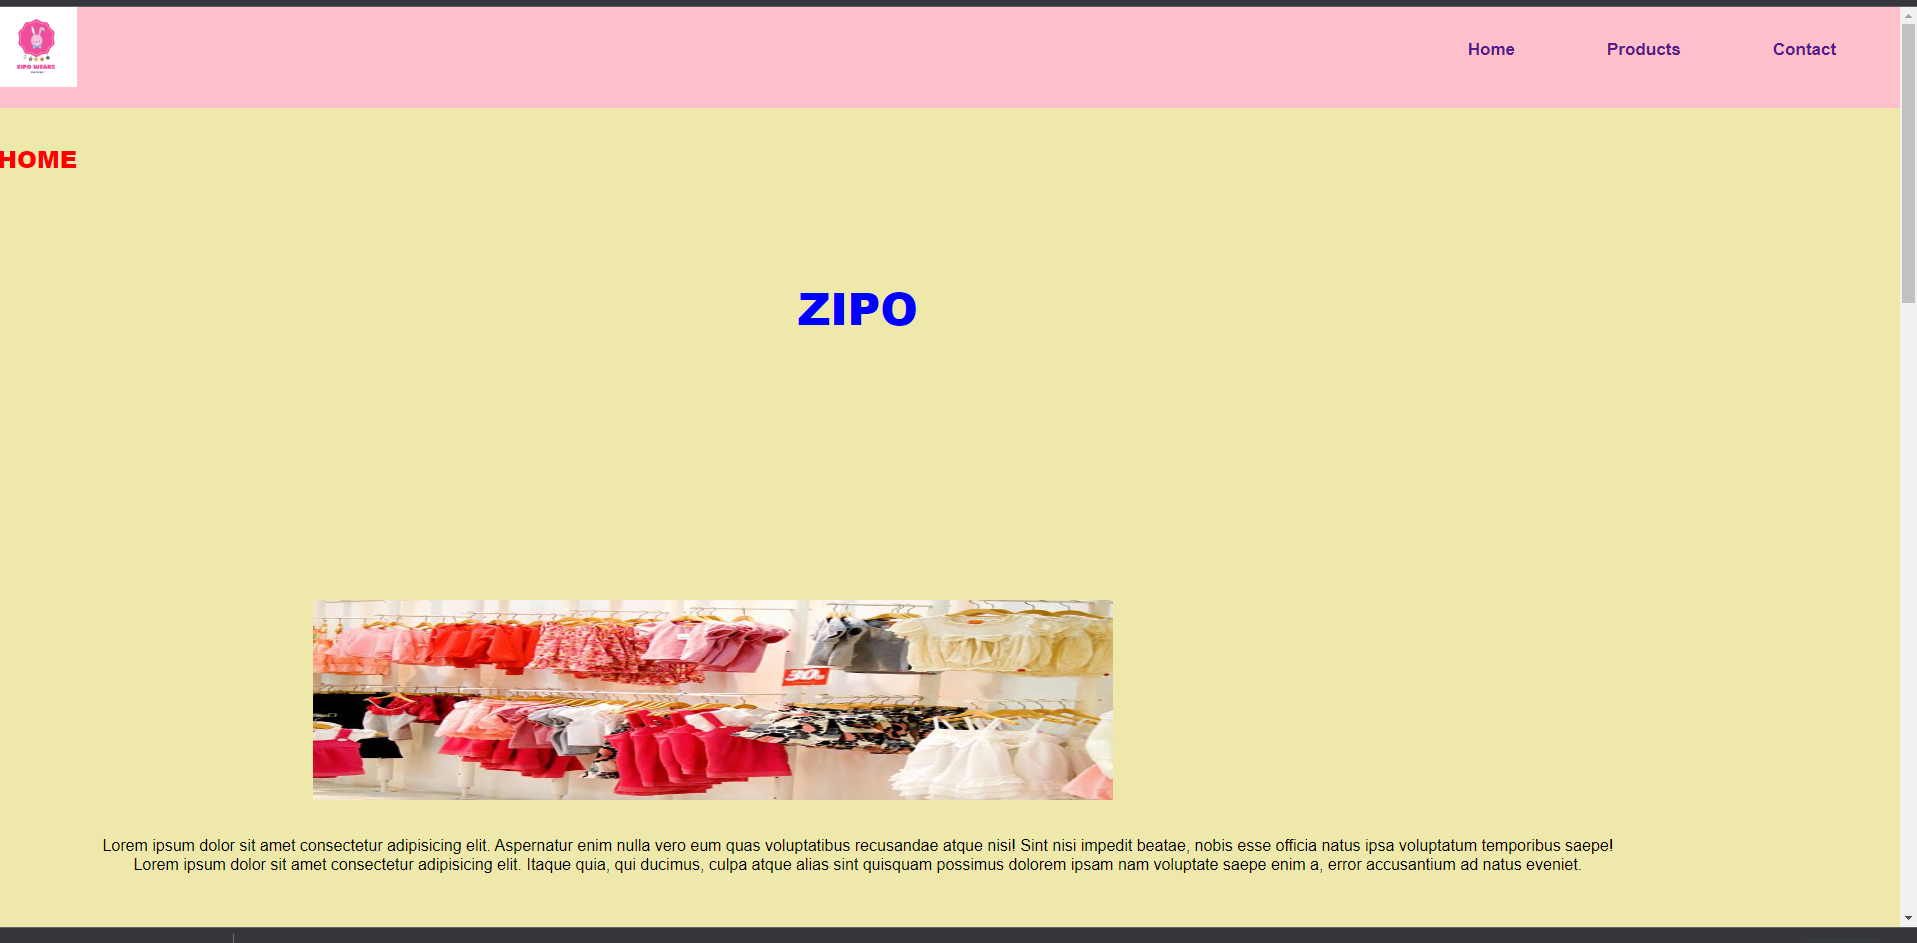 ZIPO WEARS
Home Products Contact
HOME
ZIPO
30%
Lorem ipsum dolor sit amet consectetur adipisicing elit. Aspernatur enim nulla vero eum quas voluptatibus recusandae atque nisi! Sint nisi impedit beatae, nobis esse officia natus ipsa voluptatum temporibus saepe!
Lorem ipsum dolor sit amet consectetur adipisicing elit. Itaque quia, qui ducimus, culpa atque alias sint quisquam possimus dolorem ipsam nam voluptate saepe enim a, error accusantium ad natus eveniet.